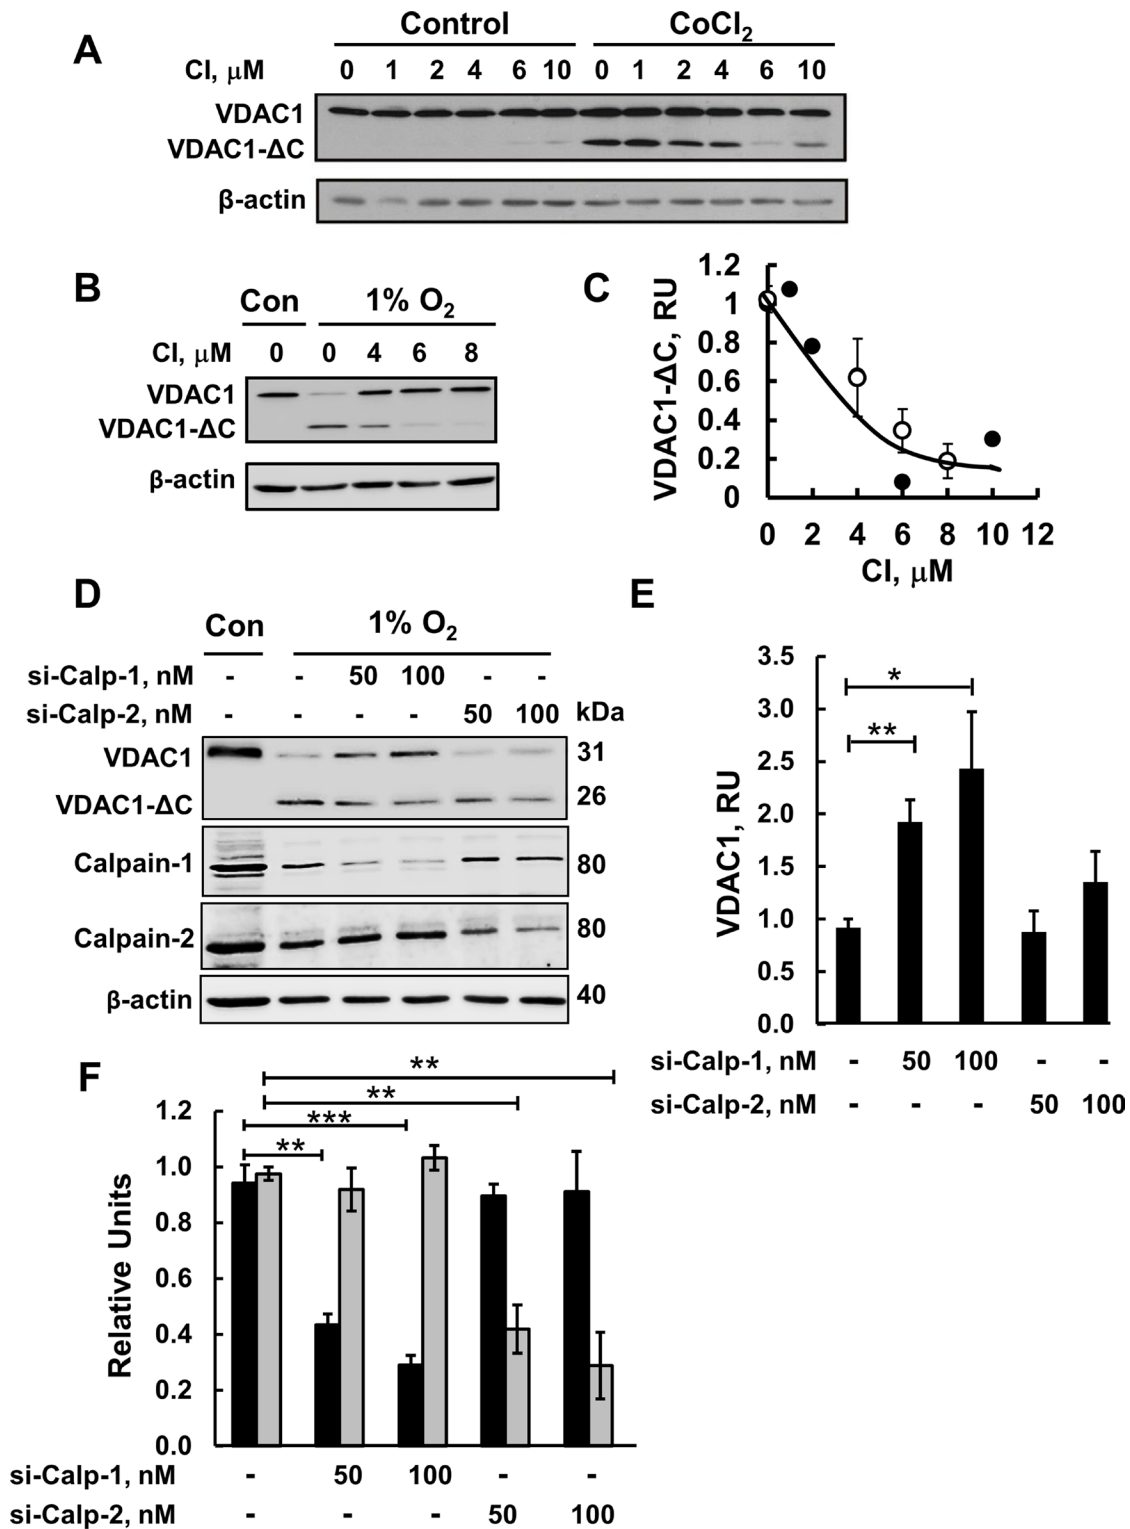 A
Control CoCl2
CI, μM 0 1 2 4 6 10 0 1 2 4 6 10
VDAC1
VDAC1-ΔC
β-actin
B
Con 1% O2
CI, μM 0 0 4 6 8
VDAC1
VDAC1-ΔC
β-actin
C
VDAC1-ΔC, RU
1.2
1
0.8
0.6
0.4
0.2
0
0 2 4 6 8 10 12
CI, μM
D
Con 1% O2
si-Calp-1, nM - - 50 100 - -
si-Calp-2, nM - - - - 50 100 kDa
VDAC1 31
VDAC1-ΔC 26
Calpain-1 80
Calpain-2 80
β-actin 40
E
VDAC1, RU
3.5
3.0
2.5
2.0
1.5
1.0
0.5
0.0
*
**
si-Calp-1, nM - 50 100 - -
si-Calp-2, nM - - - 50 100
F
**
**
***
**
Relative Units
1.2
1.0
0.8
0.6
0.4
0.2
0.0
si-Calp-1, nM - 50 100 - -
si-Calp-2, nM - - - 50 100